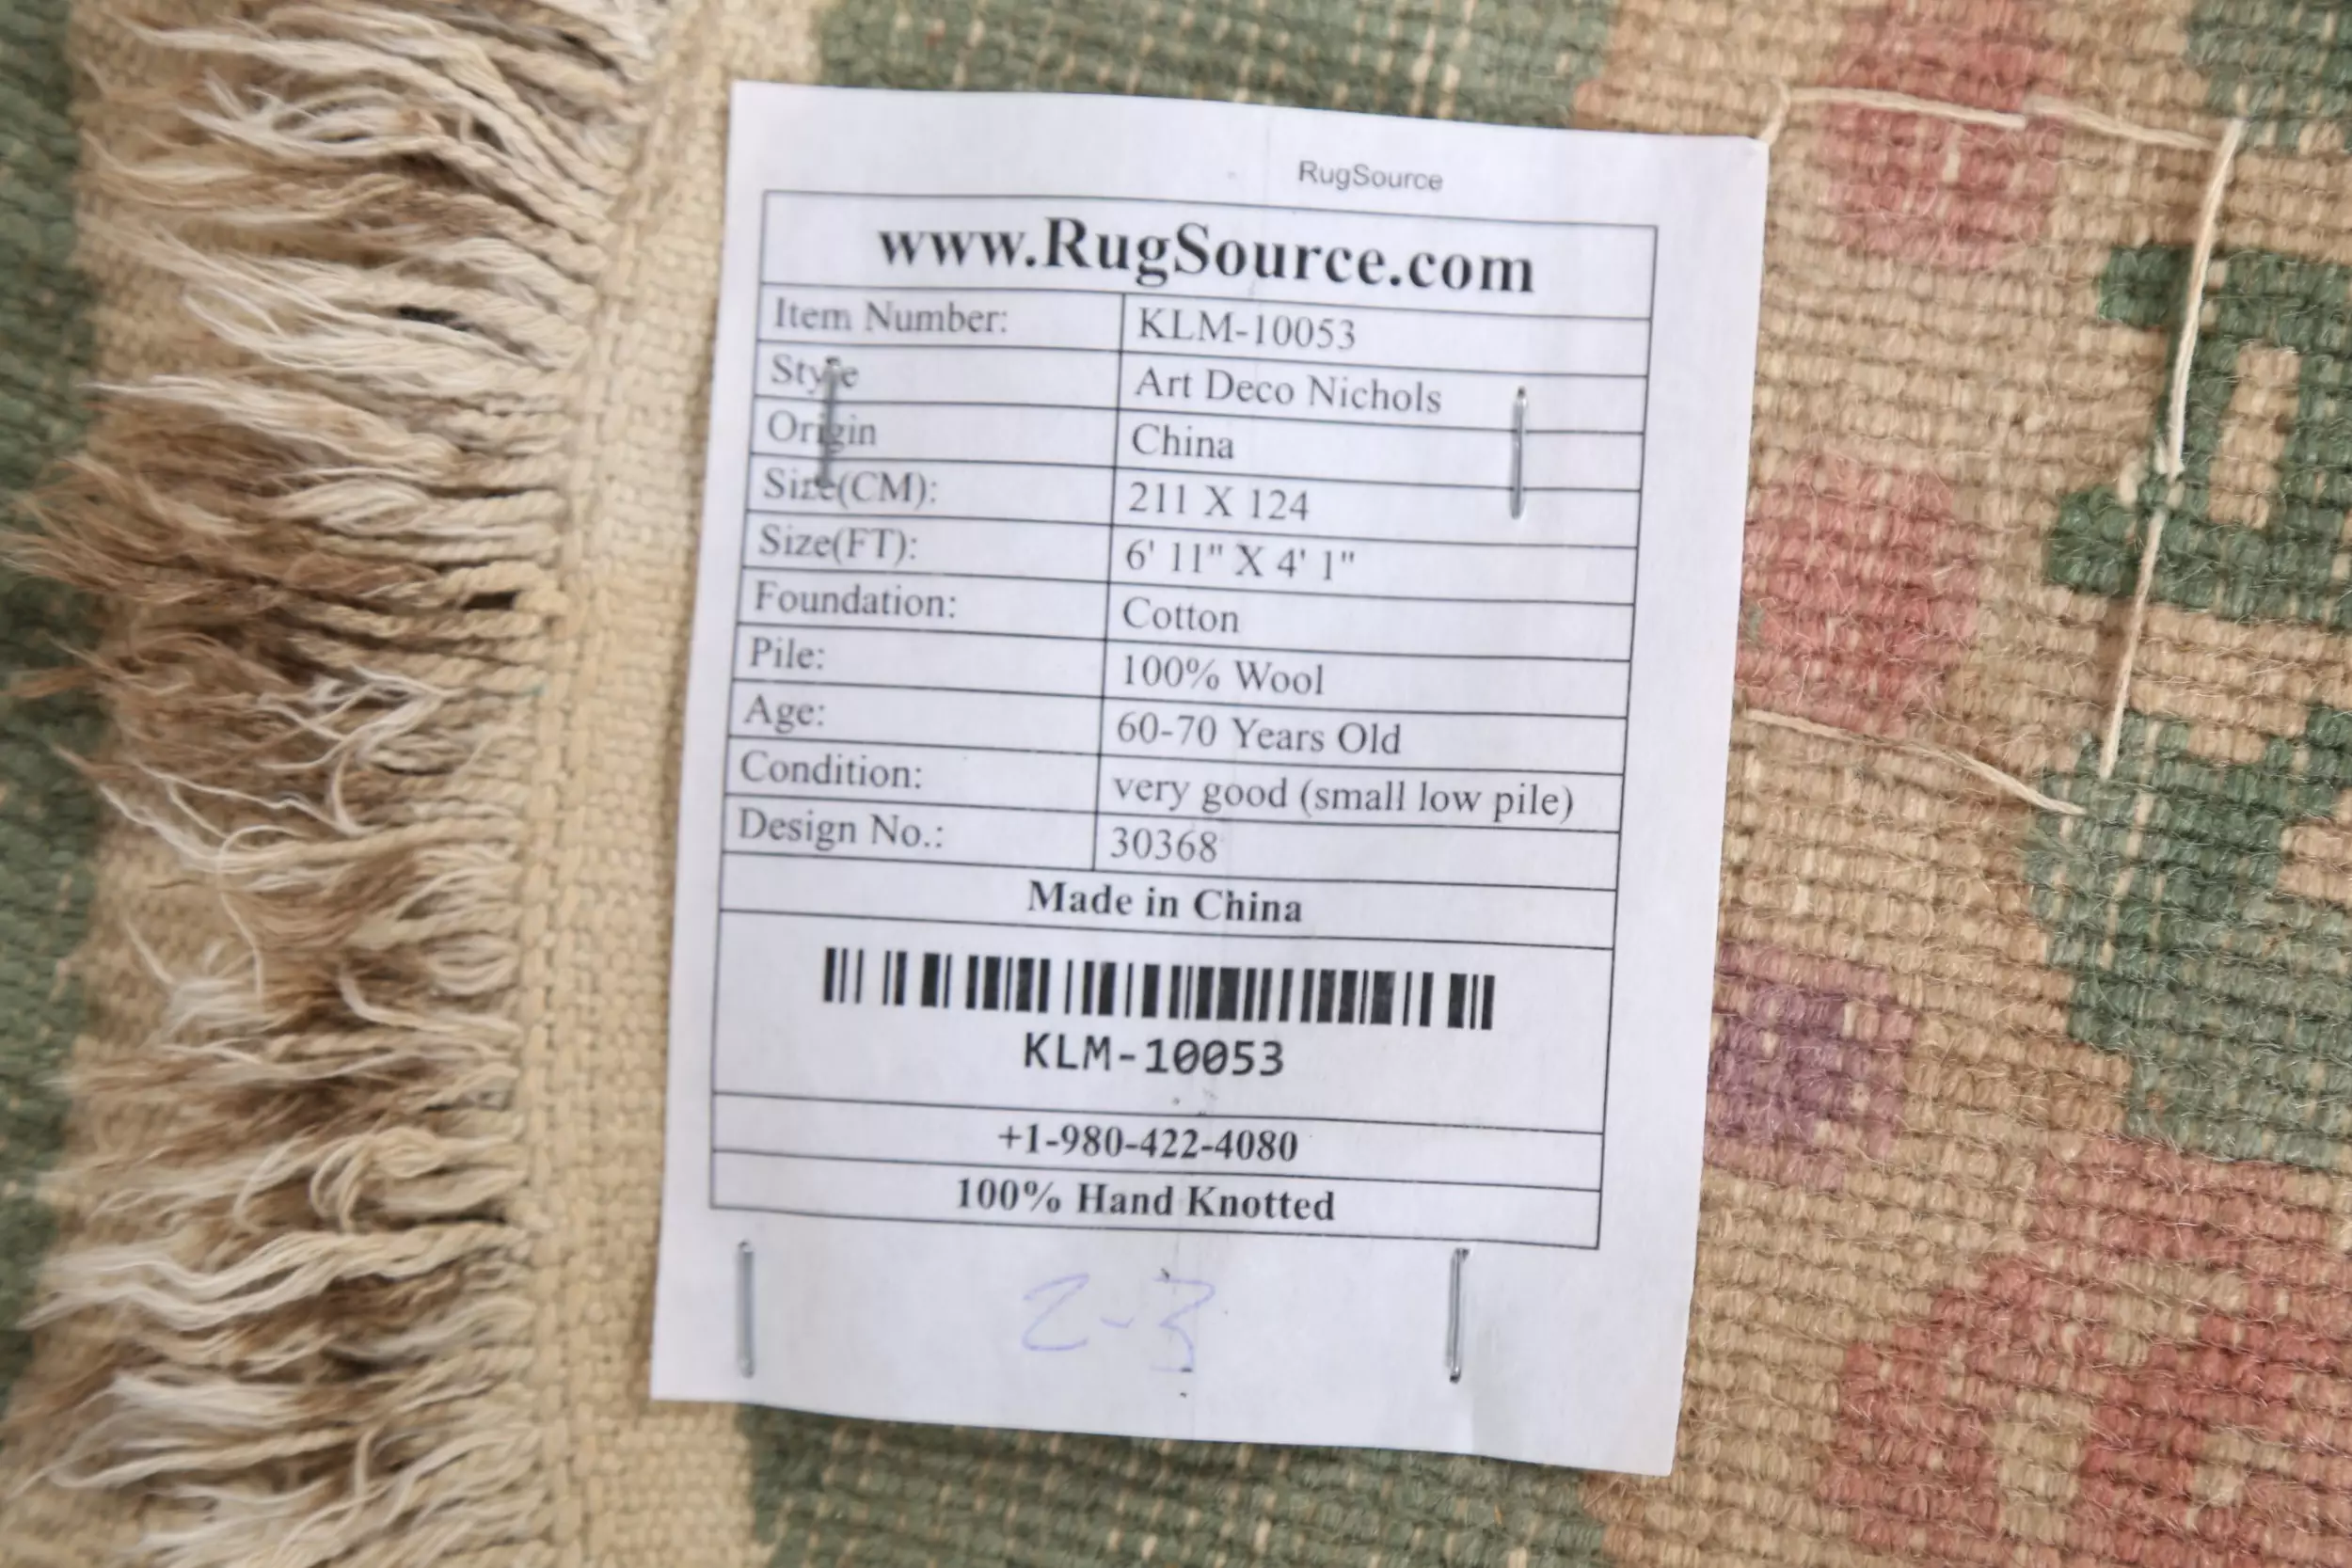 RugSource
www.RugSource.com
Item Number: KLM-10053
Style Art Deco Nichols
Origin China
Size(CM): 211 X 124
Size(FT): 6' 11" X 4' 1"
Foundation: Cotton
Pile: 100% Wool
Age: 60-70 Years Old
Condition: very good (small low pile)
Design No.: 30368
Made in China
KLM-10053
+1-980-422-4080
100% Hand Knotted
2-3